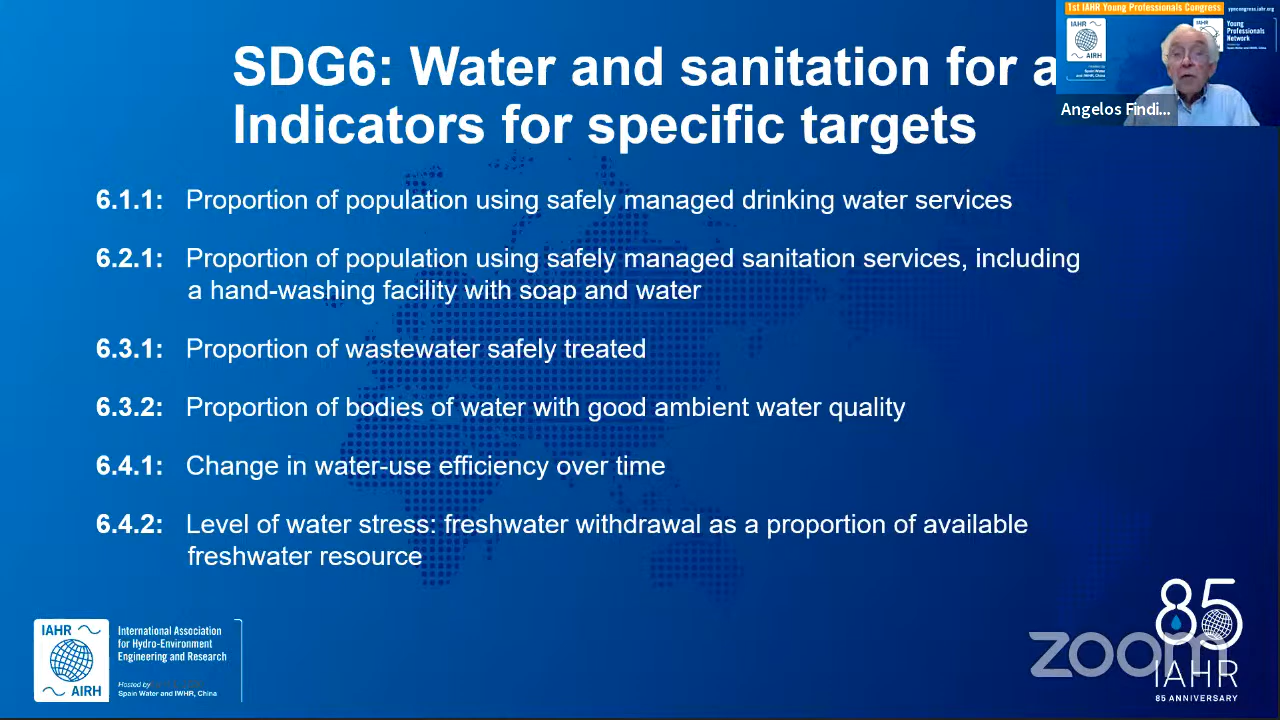 SDG6: Water and sanitation for a
Indicators for specific targets
6.1.1: Proportion of population using safely managed drinking water services
6.2.1: Proportion of population using safely managed sanitation services, including
a hand-washing facility with soap and water
6.3.1: Proportion of wastewater safely treated
6.3.2: Proportion of bodies of water with good ambient water quality
6.4.1: Change in water-use efficiency over time
6.4.2: Level of water stress: freshwater withdrawal as a proportion of available
freshwater resource
1st IAHR Young Professionals Congress
ypncongress.iahr.org
IAHR
AIRH
IAHR
Young
Professionals
Network
Angelos Findi...
IAHR
AIRH
International Association
for Hydro-Environment
Engineering and Research
Hosted by
Spain Water and IWHR, China
zoom
85
IAHR
85 ANNIVERSARY